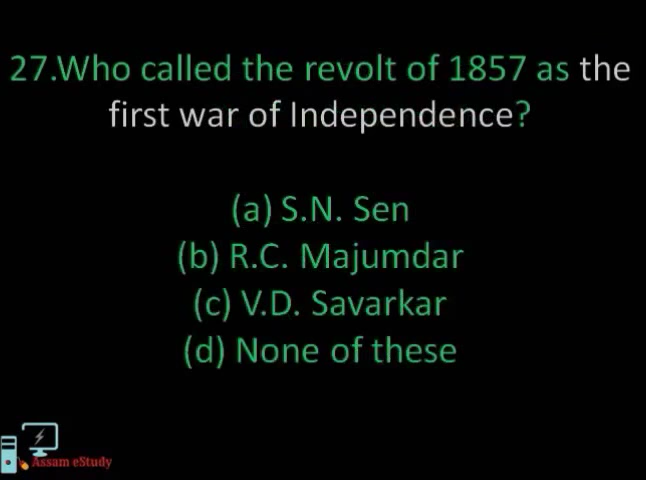 27.Who called the revolt of 1857 as the
first war of Independence?
(a) S.N. Sen
(b) R.C. Majumdar
(c) V.D. Savarkar
(d) None of these
Assam eStudy